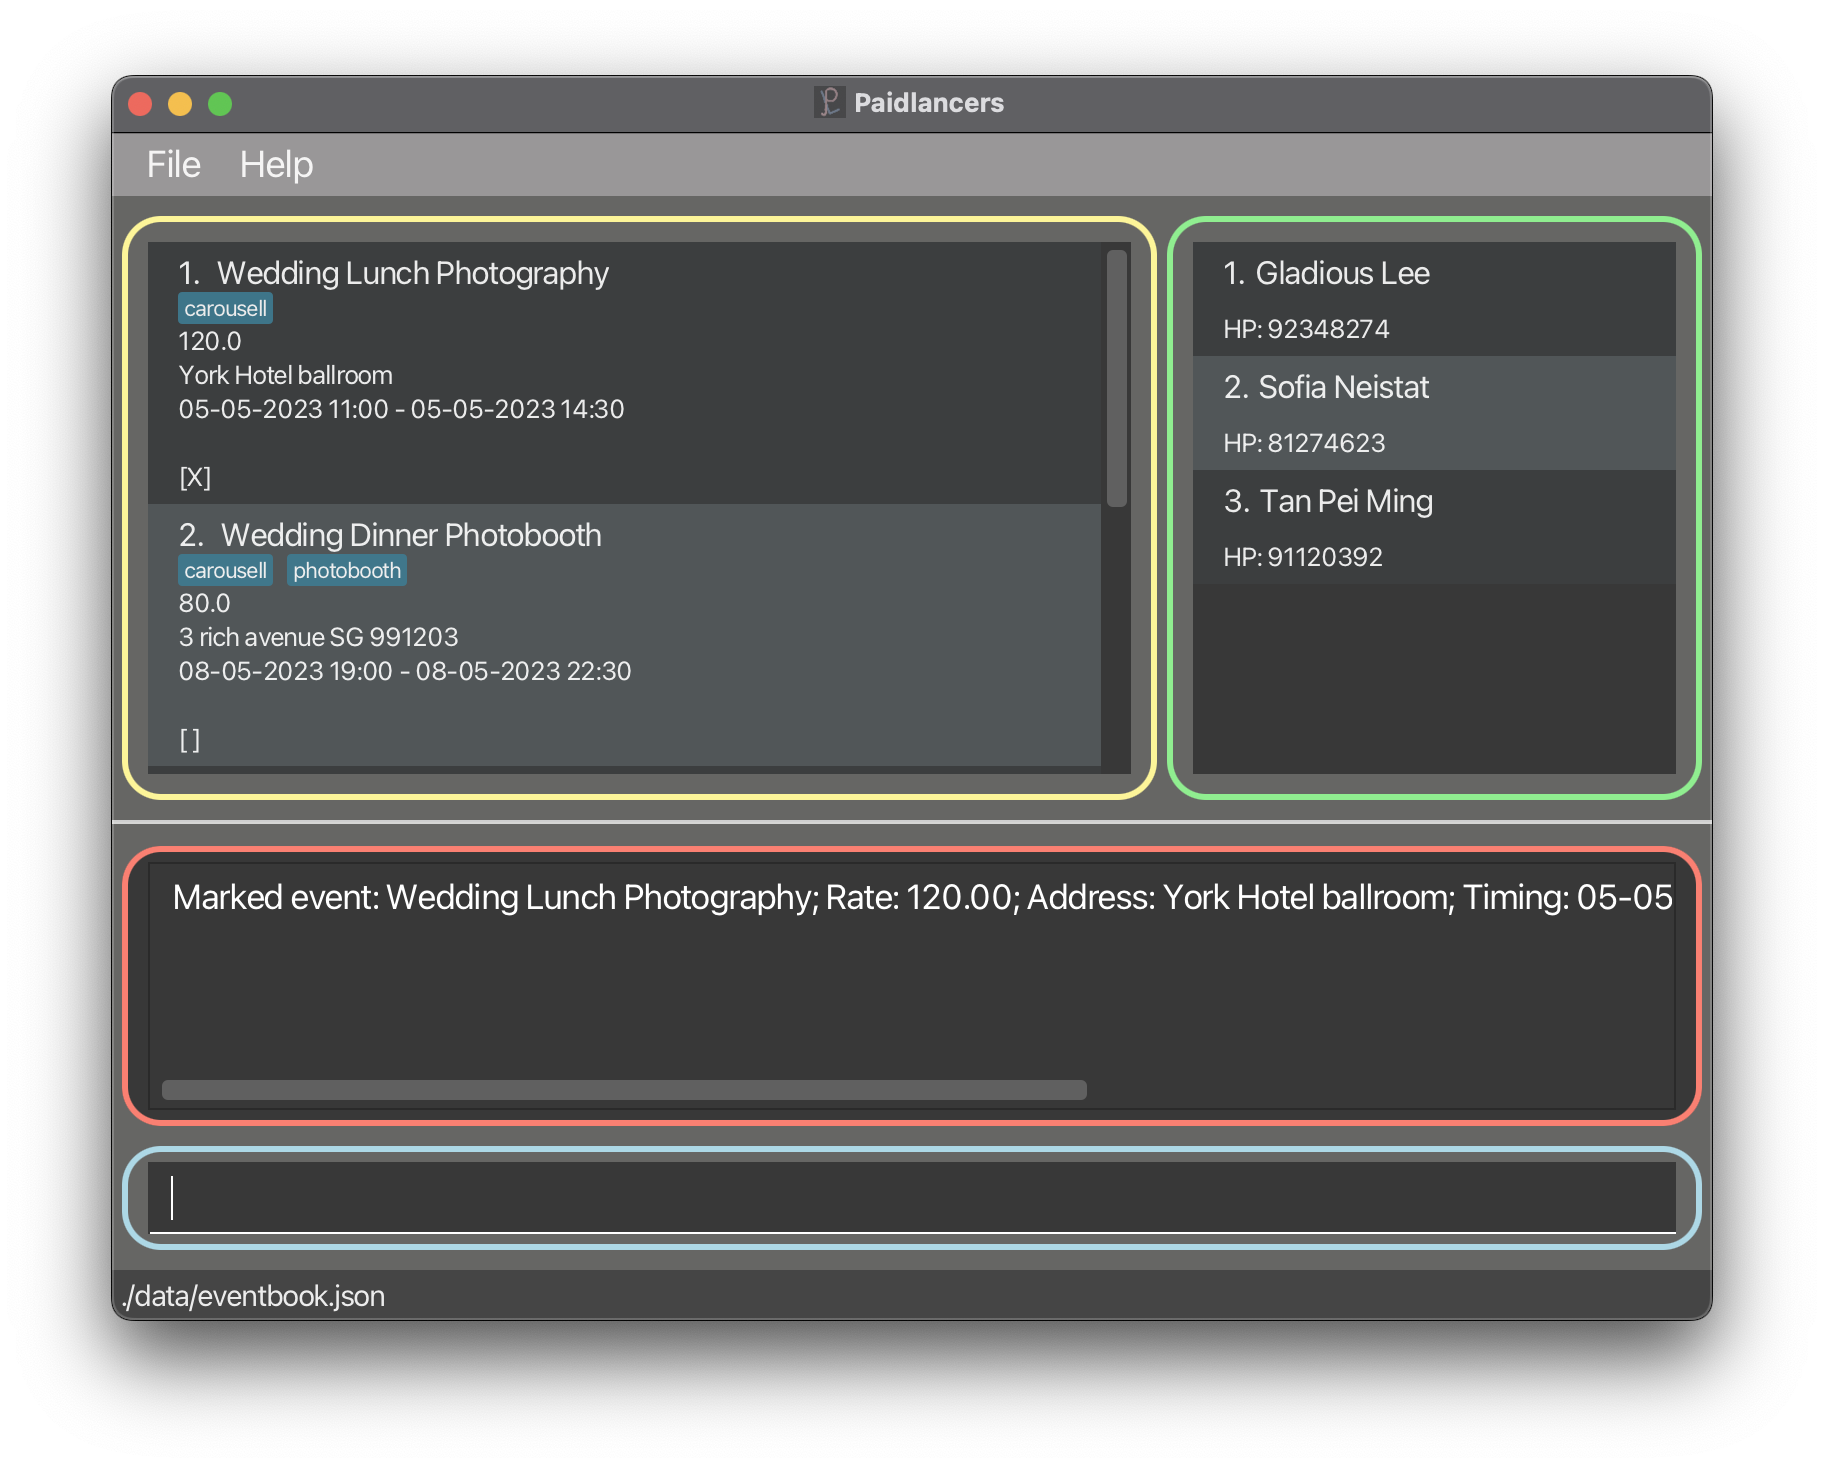 Paidlancers
File Help
1. Wedding Lunch Photography
carousell
120.0
York Hotel ballroom
05-05-2023 11:00 - 05-05-2023 14:30
[X]
2. Wedding Dinner Photobooth
carousell photobooth
80.0
3 rich avenue SG 991203
08-05-2023 19:00 - 08-05-2023 22:30
[ ]
1. Gladious Lee
HP: 92348274
2. Sofia Neistat
HP: 81274623
3. Tan Pei Ming
HP: 91120392
Marked event: Wedding Lunch Photography; Rate: 120.00; Address: York Hotel ballroom; Timing: 05-05
./data/eventbook.json